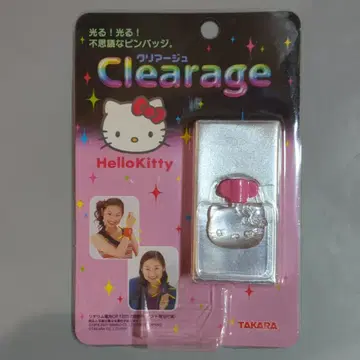 光る！光る！
不思議なピンバッジ。
クリアージュ
Clearage
HelloKitty
TAKARA